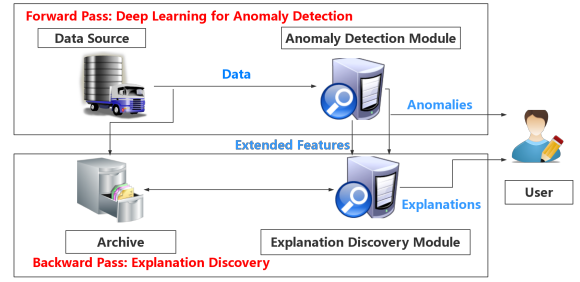 Forward Pass: Deep Learning for Anomaly Detection
Data Source
Anomaly Detection Module
Data
Anomalies
Extended Features
Explanations
User
Archive
Explanation Discovery Module
Backward Pass: Explanation Discovery